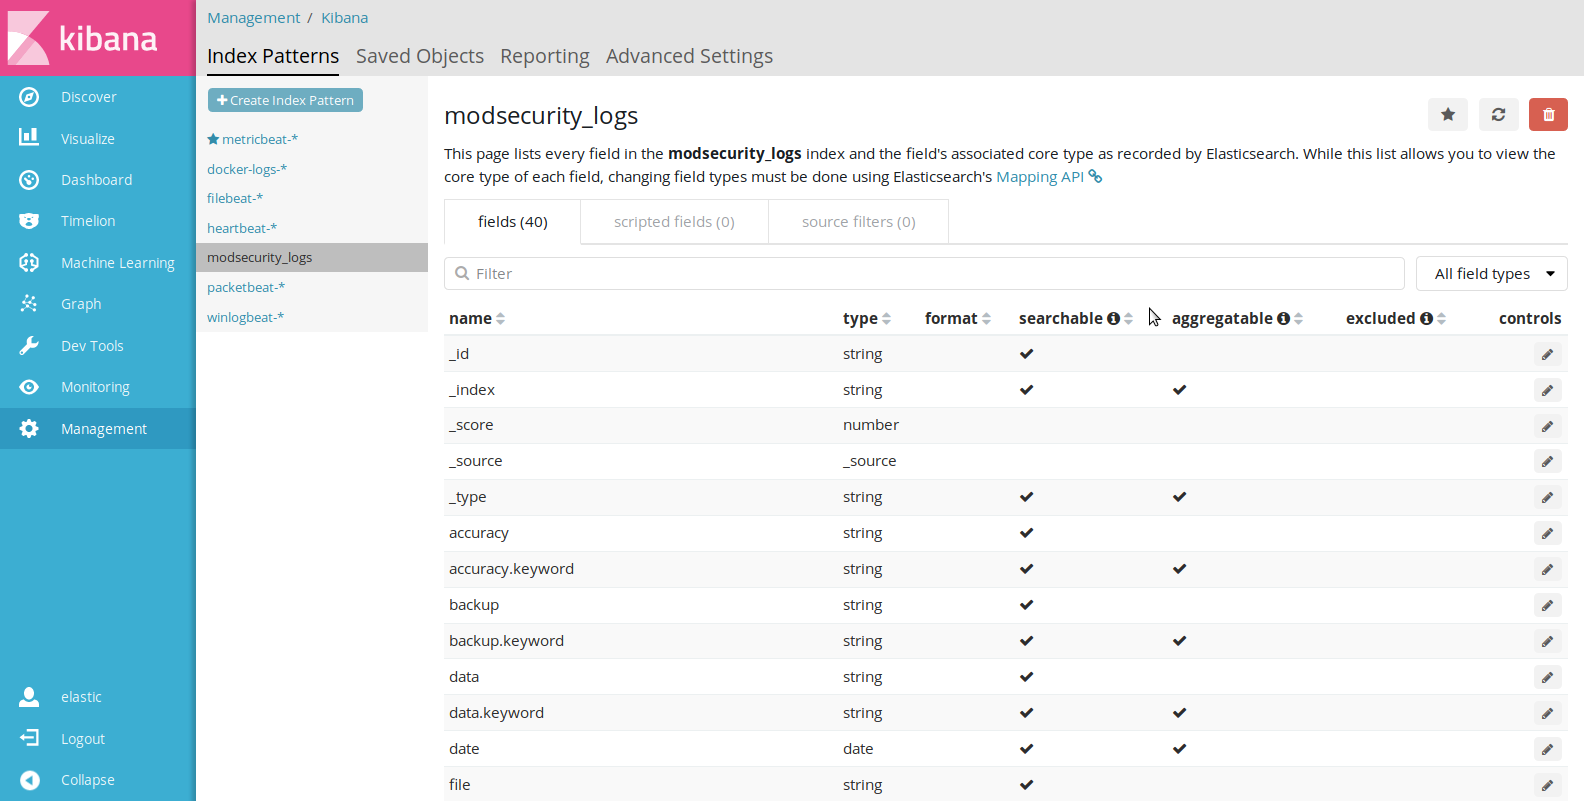 kibana
Discover
Visualize
Dashboard
Timelion
Machine Learning
Graph
Dev Tools
Monitoring
Management
elastic
Logout
Collapse
Management / Kibana
Index Patterns Saved Objects Reporting Advanced Settings
Create Index Pattern
metricbeat-*
docker-logs-*
filebeat-*
heartbeat-*
modsecurity_logs
packetbeat-*
winlogbeat-*
modsecurity_logs
This page lists every field in the modsecurity_logs index and the field's associated core type as recorded by Elasticsearch. While this list allows you to view the
core type of each field, changing field types must be done using Elasticsearch's Mapping API
fields (40) scripted fields (0) source filters (0)
Filter All field types
name type format searchable aggregatable excluded controls
_id string
_index string
_score number
_source _source
_type string
accuracy string
accuracy.keyword string
backup string
backup.keyword string
data string
data.keyword string
date date
file string